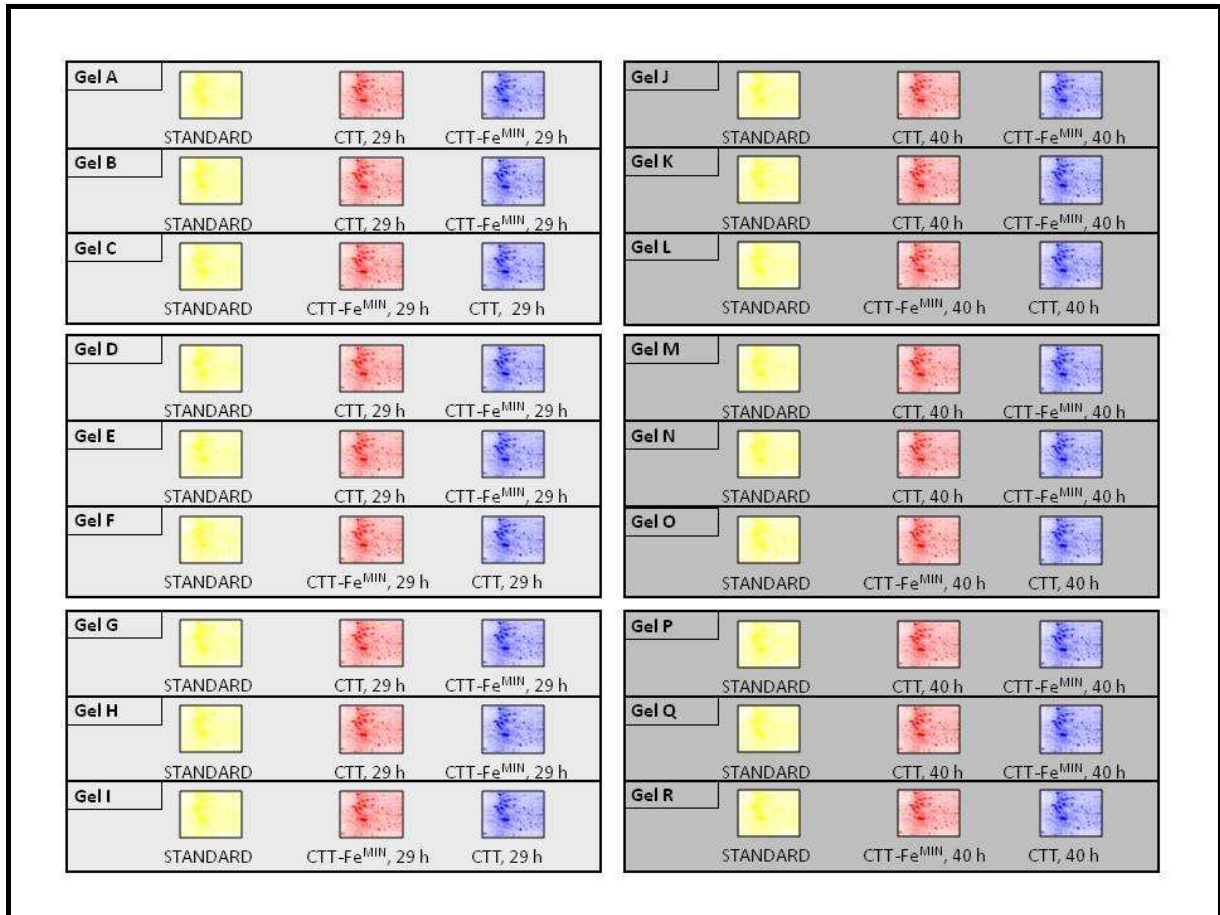 Gel A
STANDARD CTT, 29 h CTT-Fe^MIN, 29 h
Gel B
STANDARD CTT, 29 h CTT-Fe^MIN, 29 h
Gel C
STANDARD CTT-Fe^MIN, 29 h CTT, 29 h
Gel D
STANDARD CTT, 29 h CTT-Fe^MIN, 29 h
Gel E
STANDARD CTT, 29 h CTT-Fe^MIN, 29 h
Gel F
STANDARD CTT-Fe^MIN, 29 h CTT, 29 h
Gel G
STANDARD CTT, 29 h CTT-Fe^MIN, 29 h
Gel H
STANDARD CTT, 29 h CTT-Fe^MIN, 29 h
Gel I
STANDARD CTT-Fe^MIN, 29 h CTT, 29 h
Gel J
STANDARD CTT, 40 h CTT-Fe^MIN, 40 h
Gel K
STANDARD CTT, 40 h CTT-Fe^MIN, 40 h
Gel L
STANDARD CTT-Fe^MIN, 40 h CTT, 40 h
Gel M
STANDARD CTT, 40 h CTT-Fe^MIN, 40 h
Gel N
STANDARD CTT, 40 h CTT-Fe^MIN, 40 h
Gel O
STANDARD CTT-Fe^MIN, 40 h CTT, 40 h
Gel P
STANDARD CTT, 40 h CTT-Fe^MIN, 40 h
Gel Q
STANDARD CTT, 40 h CTT-Fe^MIN, 40 h
Gel R
STANDARD CTT-Fe^MIN, 40 h CTT, 40 h